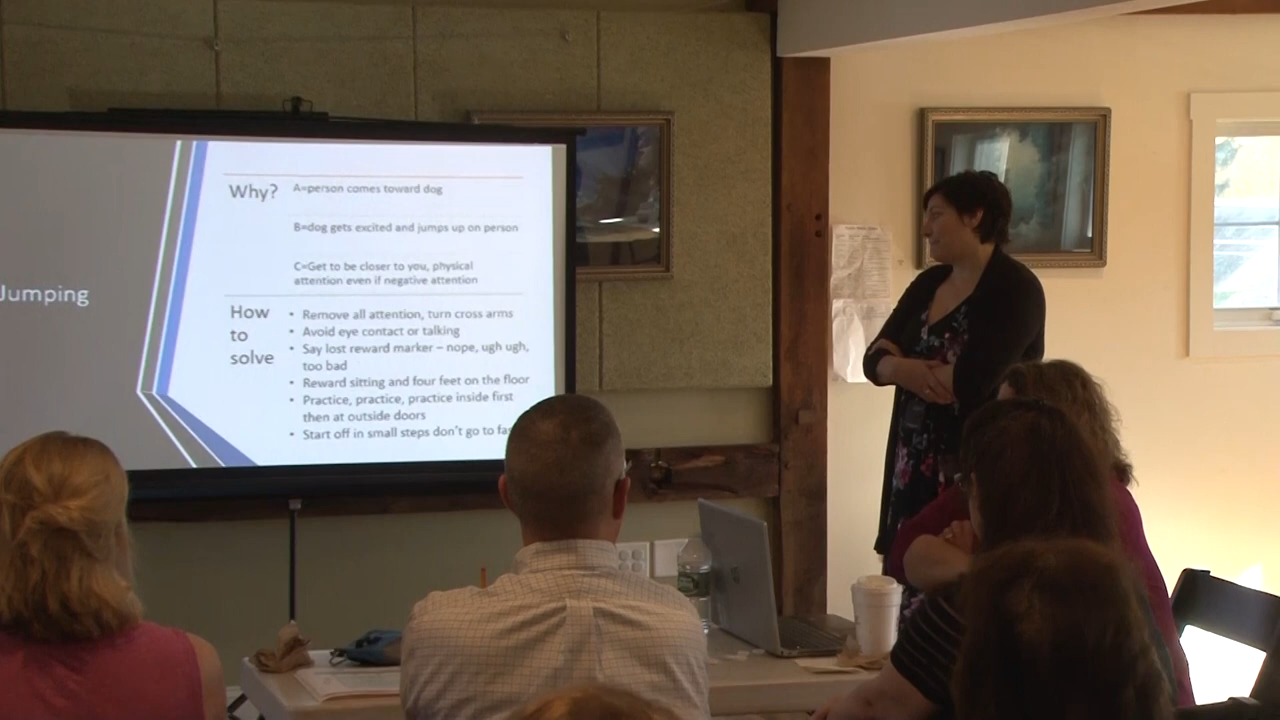 Jumping
Why?
A=person comes toward dog
B=dog gets excited and jumps up on person
C=Get to be closer to you, physical
attention even if negative attention
How
to
solve
• Remove all attention, turn cross arms
• Avoid eye contact or talking
• Say lost reward marker – nope, ugh ugh,
too bad
• Reward sitting and four feet on the floor
• Practice, practice, practice inside first
then at outside doors
• Start off in small steps don't go to